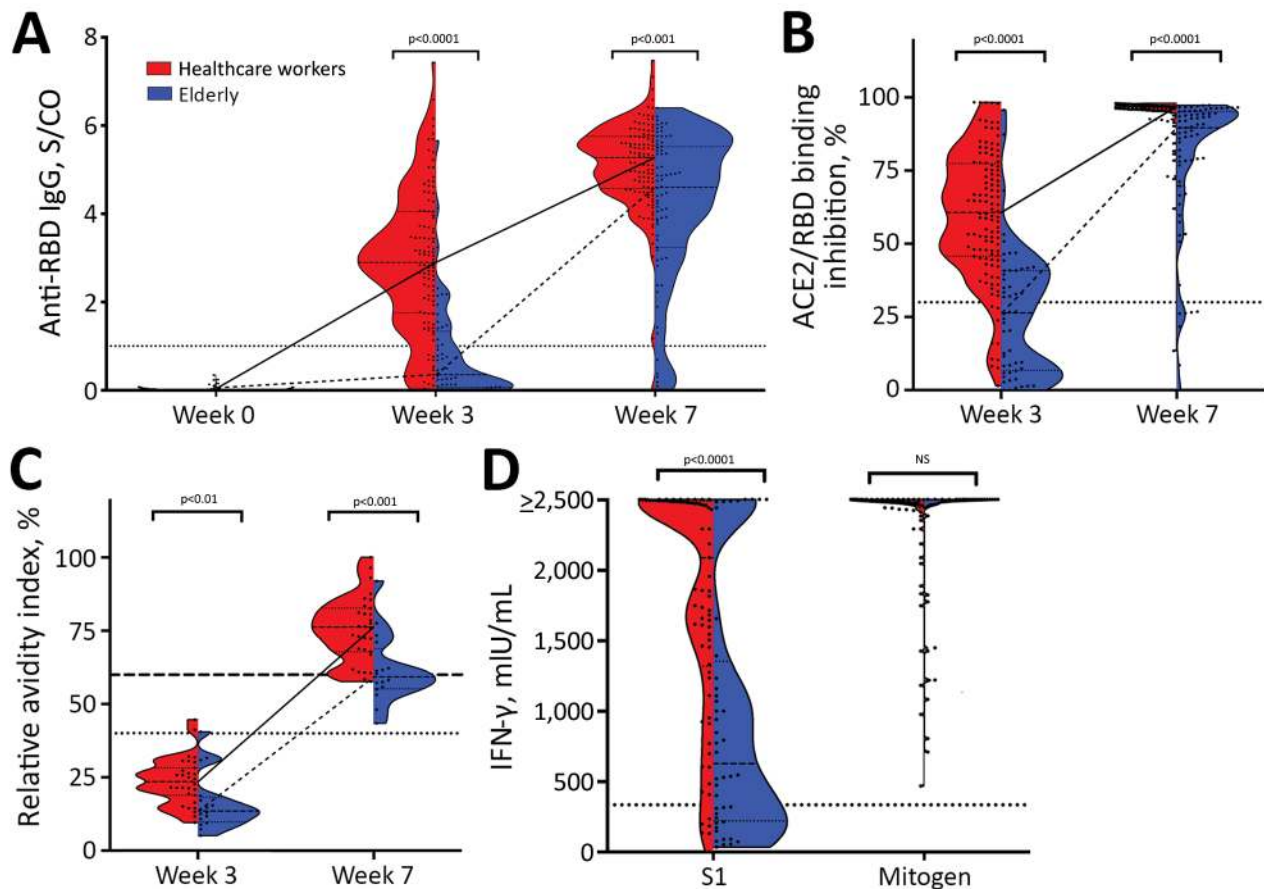 A
Anti-RBD IgG, S/CO
8
6
4
2
0
Healthcare workers
Elderly
p<0.0001
p<0.001
Week 0
Week 3
Week 7
B
ACE2/RBD binding
inhibition, %
100
75
50
25
0
p<0.0001
p<0.0001
Week 3
Week 7
C
Relative avidity index, %
100
75
50
25
0
p<0.01
p<0.001
Week 3
Week 7
D
IFN-γ, mIU/mL
≥2,500
2,000
1,500
1,000
500
0
p<0.0001
NS
S1
Mitogen